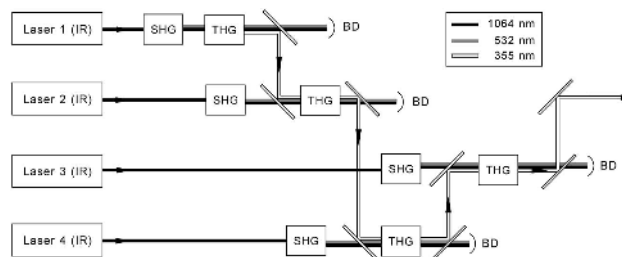 Laser 1 (IR)
SHG
THG
BD
1064 nm
532 nm
355 nm
Laser 2 (IR)
SHG
THG
BD
Laser 3 (IR)
SHG
THG
BD
Laser 4 (IR)
SHG
THG
BD